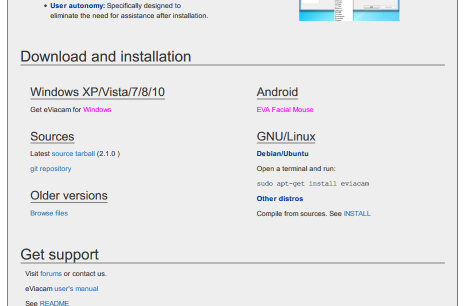 User autonomy: Specifically designed to
eliminate the need for assistance after installation.
Download and installation
Windows XP/Vista/7/8/10
Get eViacam for Windows
Sources
Latest source tarball (2.1.0 )
git repository
Older versions
Browse files
Android
EVA Facial Mouse
GNU/Linux
Debian/Ubuntu
Open a terminal and run:
sudo apt-get install eviacam
Other distros
Compile from sources. See INSTALL
Get support
Visit forums or contact us.
eViacam user's manual
See README